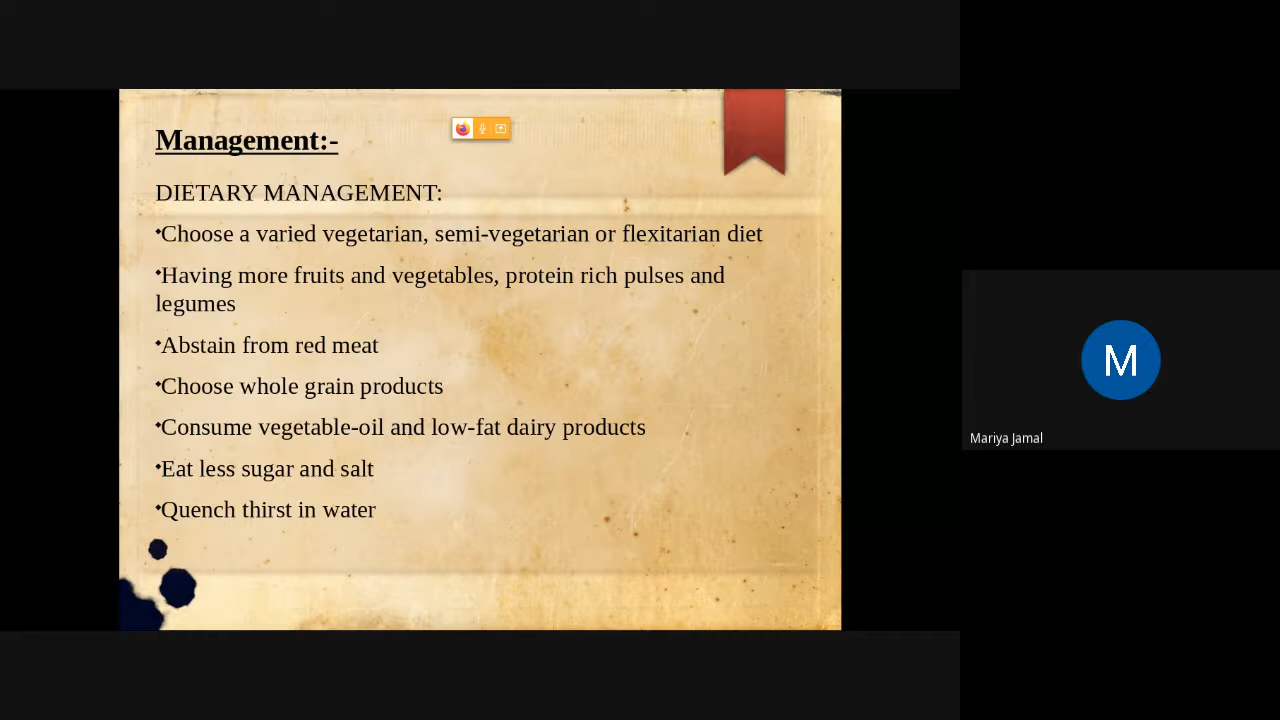 Management:-
DIETARY MANAGEMENT:
•Choose a varied vegetarian, semi-vegetarian or flexitarian diet
•Having more fruits and vegetables, protein rich pulses and
legumes
•Abstain from red meat
•Choose whole grain products
•Consume vegetable-oil and low-fat dairy products
•Eat less sugar and salt
•Quench thirst in water
M
Mariya Jamal